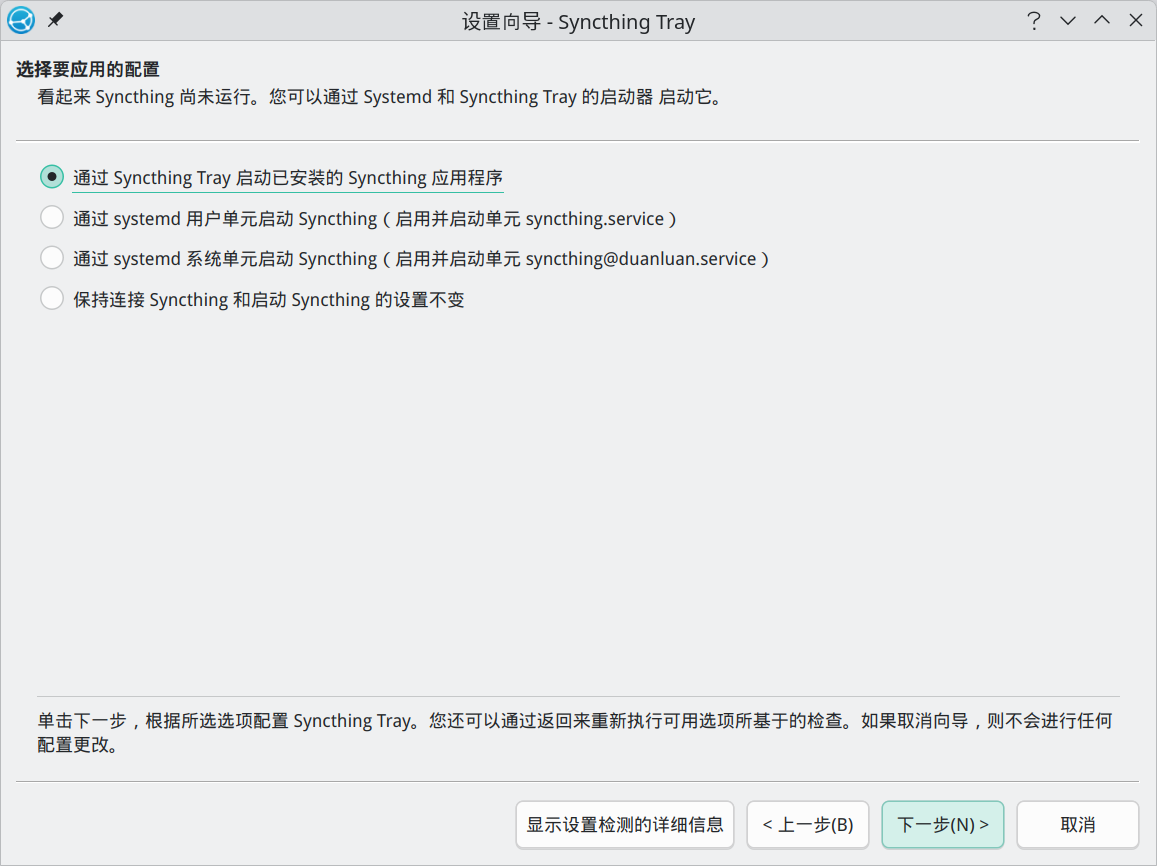 设置向导 - Syncthing Tray
选择要应用的配置
看起来 Syncthing 尚未运行。您可以通过 Systemd 和 Syncthing Tray 的启动器 启动它。
通过 Syncthing Tray 启动已安装的 Syncthing 应用程序
通过 systemd 用户单元启动 Syncthing（启用并启动单元 syncthing.service）
通过 systemd 系统单元启动 Syncthing（启用并启动单元 syncthing@duanluan.service）
保持连接 Syncthing 和启动 Syncthing 的设置不变
单击下一步，根据所选选项配置 Syncthing Tray。您还可以通过返回来重新执行可用选项所基于的检查。如果取消向导，则不会进行任何
配置更改。
显示设置检测的详细信息 < 上一步(B) 下一步(N) > 取消